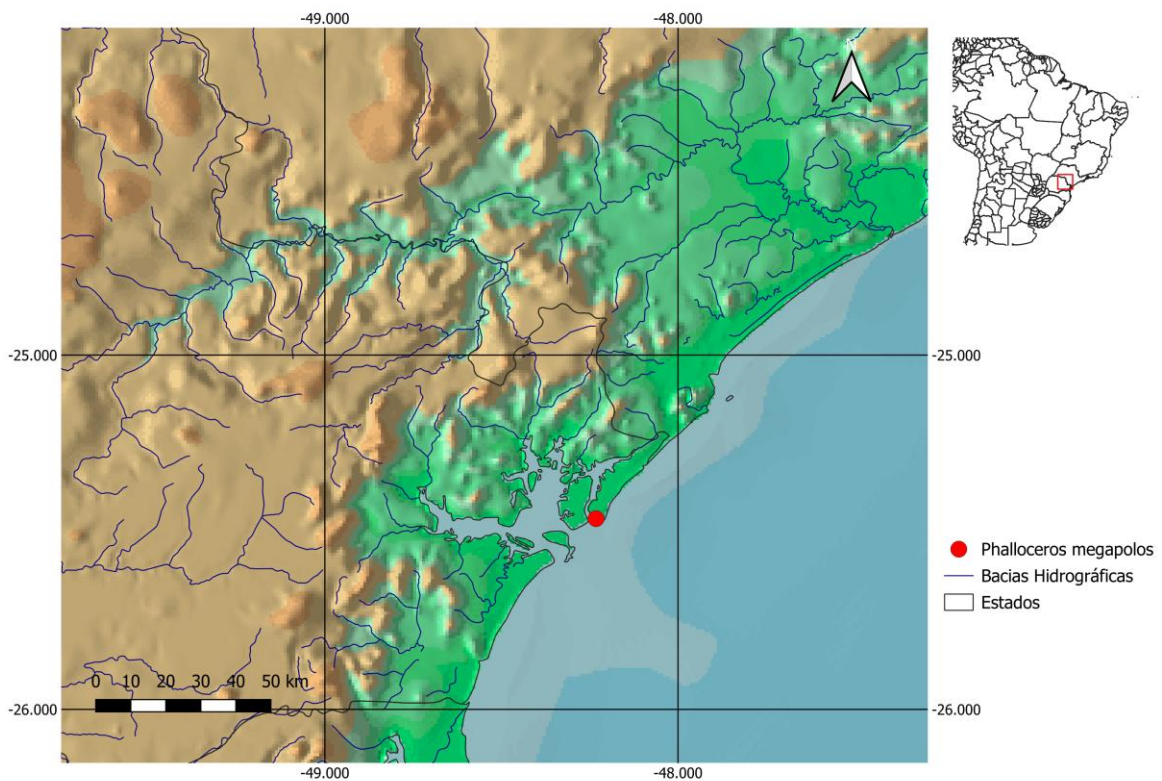 -49.000 -48.000
-25.000 -25.000
Phalloceros megapolos
Bacias Hidrográficas
Estados
0 10 20 30 40 50 km
-26.000 -26.000
-49.000 -48.000